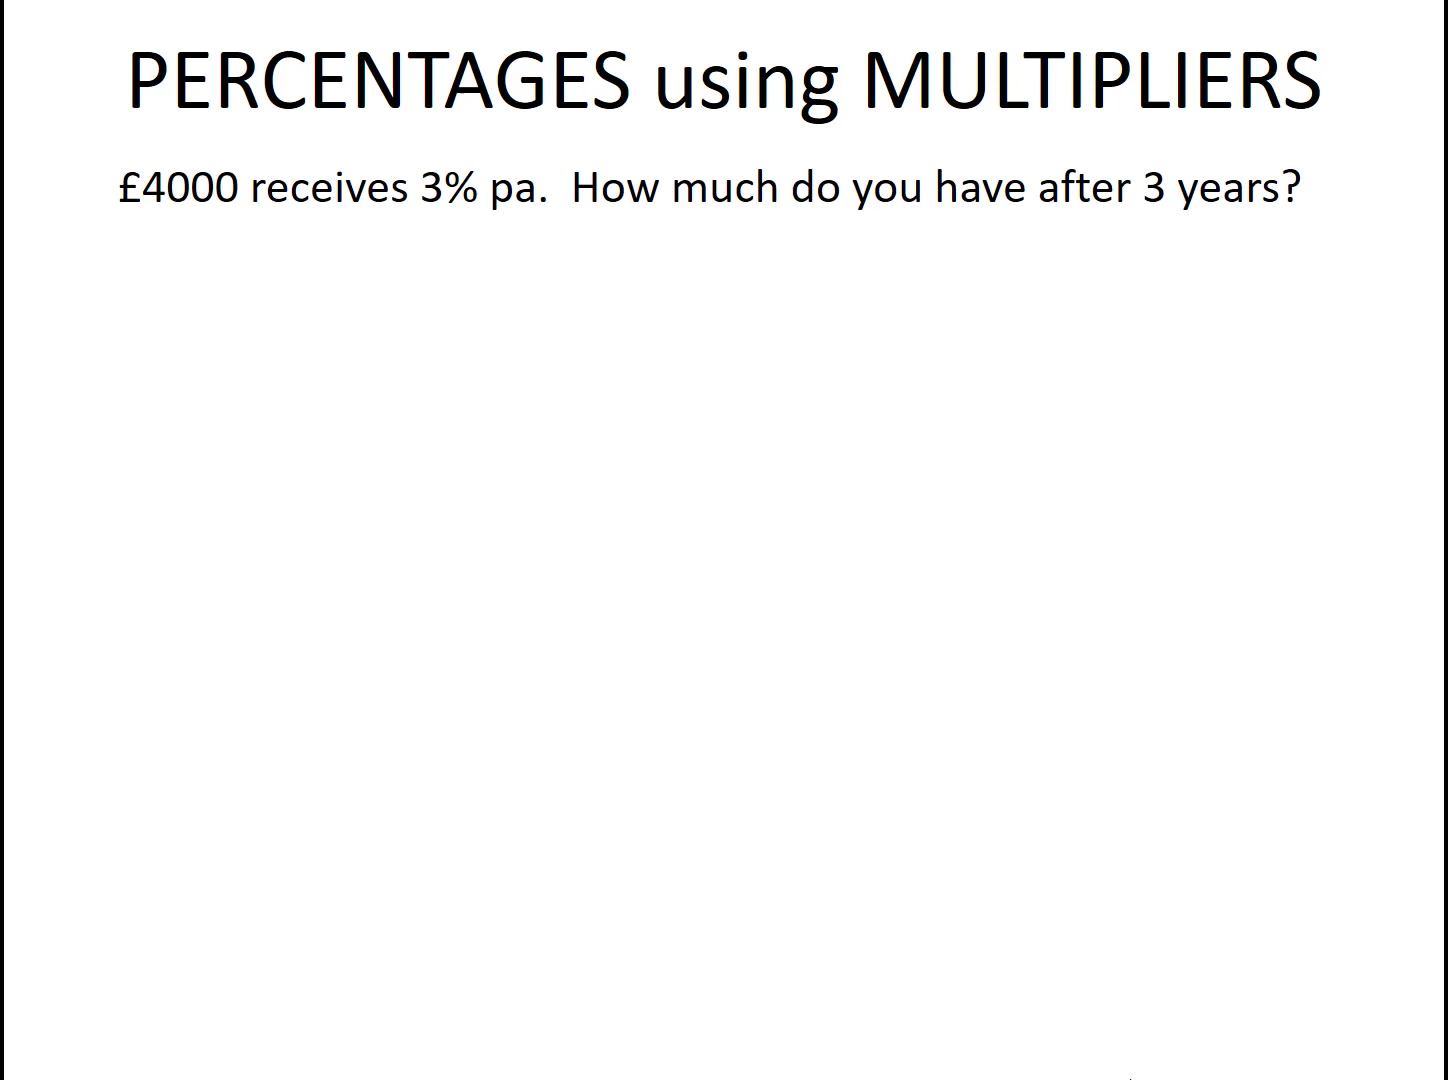 PERCENTAGES using MULTIPLIERS
£4000 receives 3% pa.  How much do you have after 3 years?